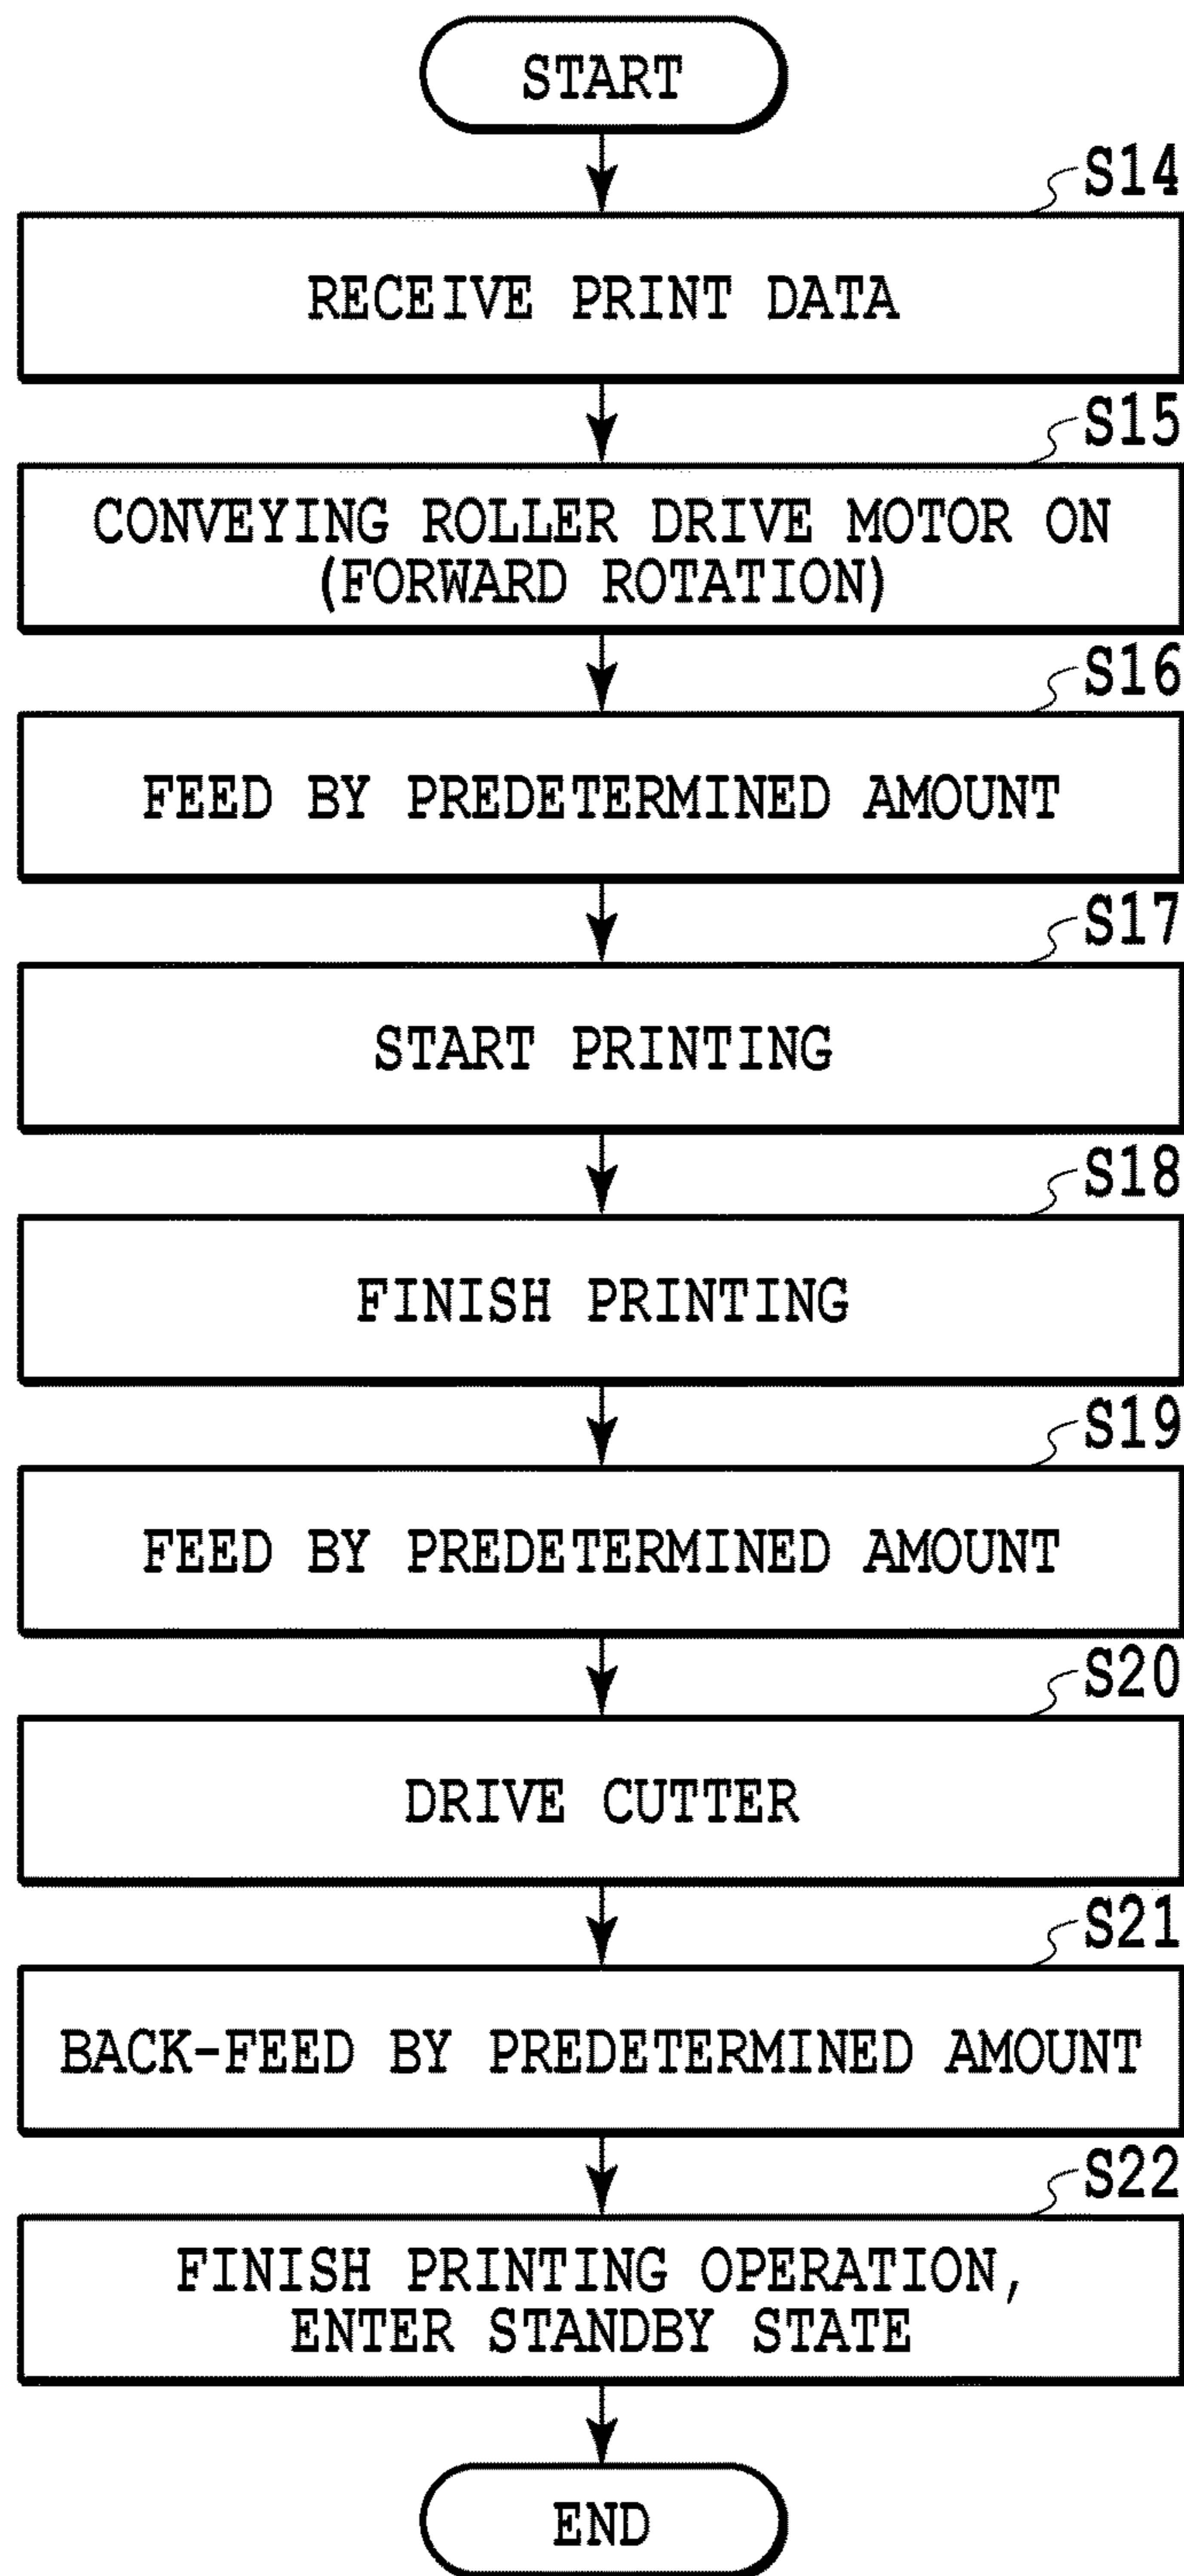 START
S14
RECEIVE PRINT DATA
S15
CONVEYING ROLLER DRIVE MOTOR ON
(FORWARD ROTATION)
S16
FEED BY PREDETERMINED AMOUNT
S17
START PRINTING
S18
FINISH PRINTING
S19
FEED BY PREDETERMINED AMOUNT
S20
DRIVE CUTTER
S21
BACK-FEED BY PREDETERMINED AMOUNT
S22
FINISH PRINTING OPERATION,
ENTER STANDBY STATE
END